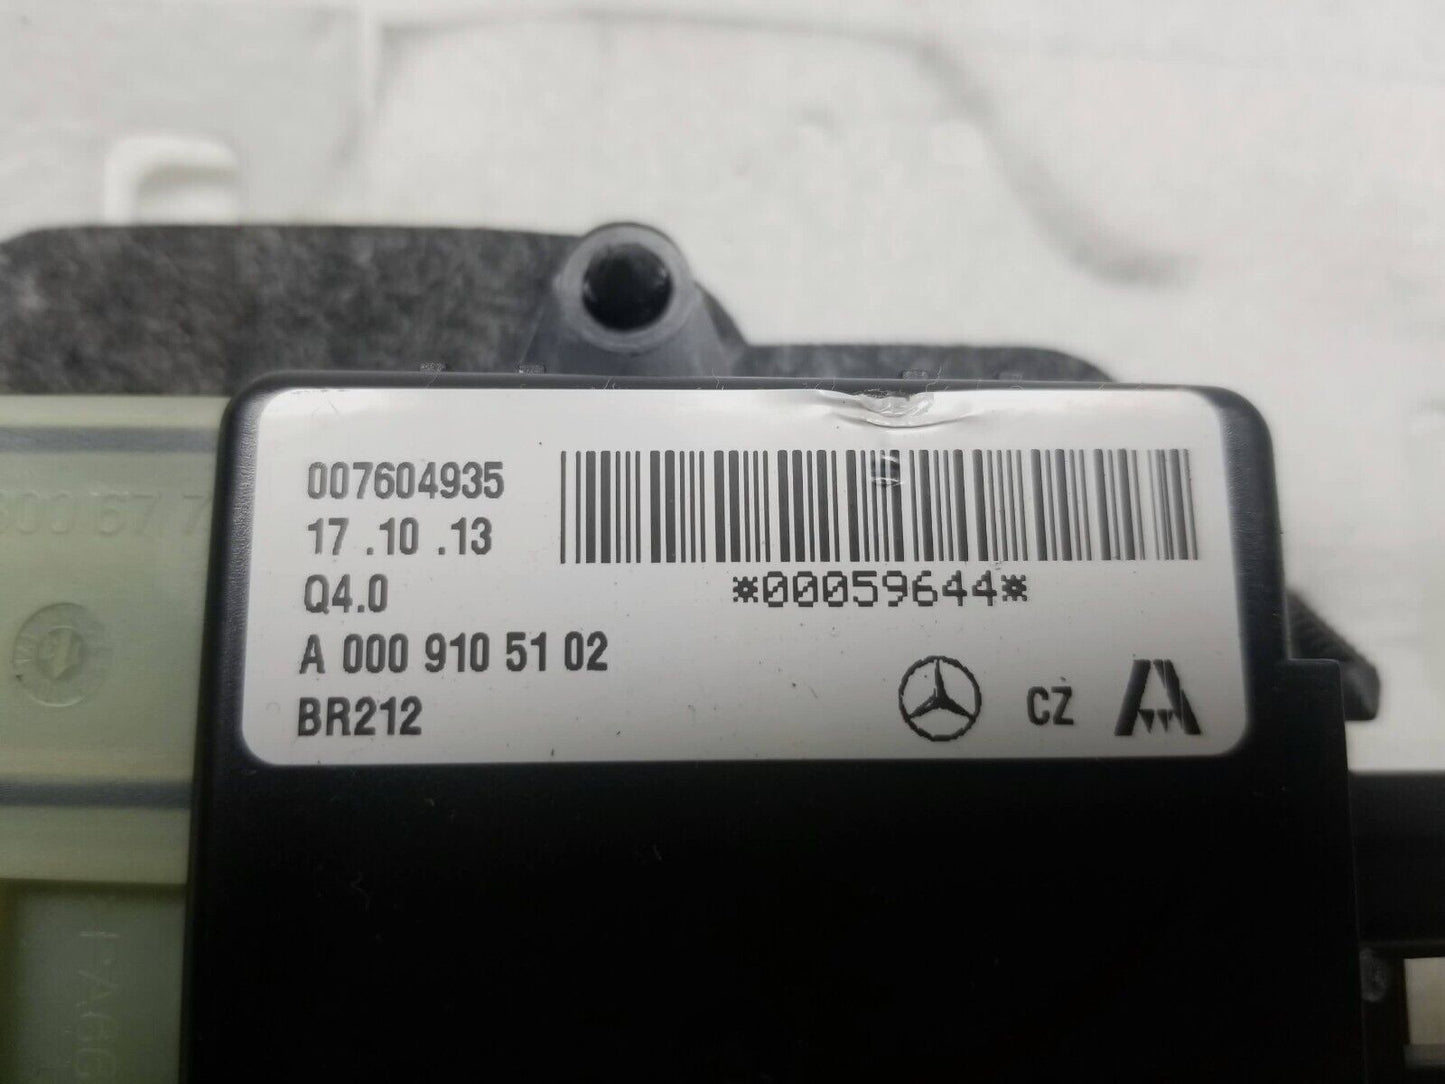 007604935
17 .10 .13
Q4.0
A 000 910 51 02
BR212
*00059644*
CZ